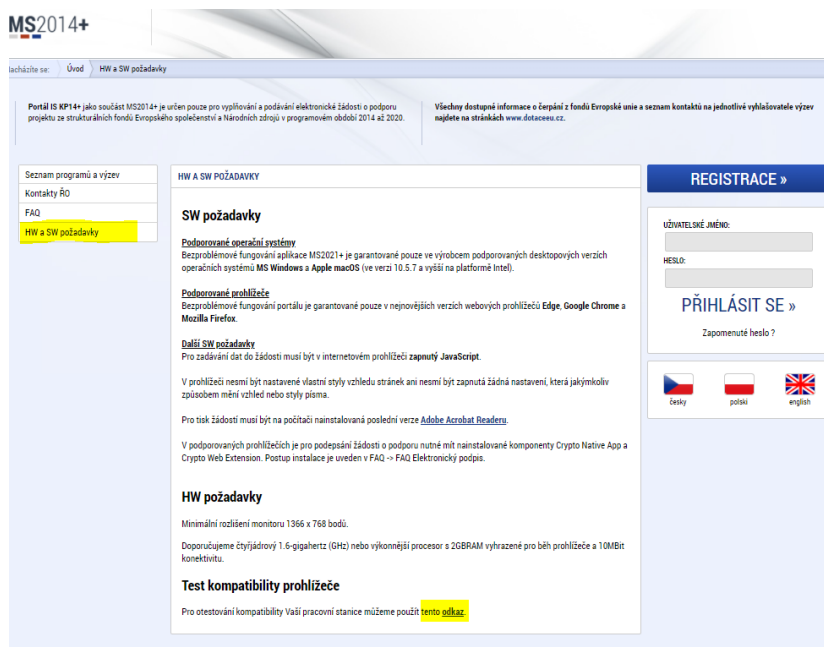 MS2014+
Nacházíte se: Úvod HW a SW požadavky
Portál IS KP14+ jako součást MS2014+ je určen pouze pro vyplňování a podávání elektronické žádosti o podporu
projektu ze strukturálních fondů Evropského společenství a Národních zdrojů v programovém období 2014 až 2020.
Všechny dostupné informace o čerpání z fondů Evropské unie a seznam kontaktů na jednotlivé vyhlašovatele výzev
najdete na stránkách www.dotaceeu.cz.
Seznam programů a výzev
Kontakty ŘO
FAQ
HW a SW požadavky
HW A SW POŽADAVKY
SW požadavky
Podporované operační systémy
Bezproblémové fungování aplikace MS2021+ je garantované pouze ve výrobcem podporovaných desktopových verzích
operačních systémů MS Windows a Apple macOS (ve verzi 10.5.7 a vyšší na platformě Intel).
Podporované prohlížeče
Bezproblémové fungování portálu je garantované pouze v nejnovějších verzích webových prohlížečů Edge, Google Chrome a
Mozilla Firefox.
Další SW požadavky
Pro zadávání dat do žádosti musí být v internetovém prohlížeči zapnutý JavaScript.
V prohlížeči nesmí být nastavené vlastní styly vzhledu stránek ani nesmí být zapnutá žádná nastavení, která jakýmkoliv
způsobem mění vzhled nebo styly písma.
Pro tisk žádostí musí být na počítači nainstalovaná poslední verze Adobe Acrobat Readeru.
V podporovaných prohlížečích je pro podepsání žádosti o podporu nutné mít nainstalované komponenty Crypto Native App a
Crypto Web Extension. Postup instalace je uveden v FAQ -> FAQ Elektronický podpis.
HW požadavky
Minimální rozlišení monitoru 1366 x 768 bodů.
Doporučujeme čtyřjádrový 1.6-gigahertz (GHz) nebo výkonnější procesor s 2GBRAM vyhrazené pro běh prohlížeče a 10MBit
konektivitu.
Test kompatibility prohlížeče
Pro otestování kompatibility Vaší pracovní stanice můžeme použít tento odkaz.
REGISTRACE »
UŽIVATELSKÉ JMÉNO:
HESLO:
PŘIHLÁSIT SE »
Zapomenuté heslo ?
česky polski english